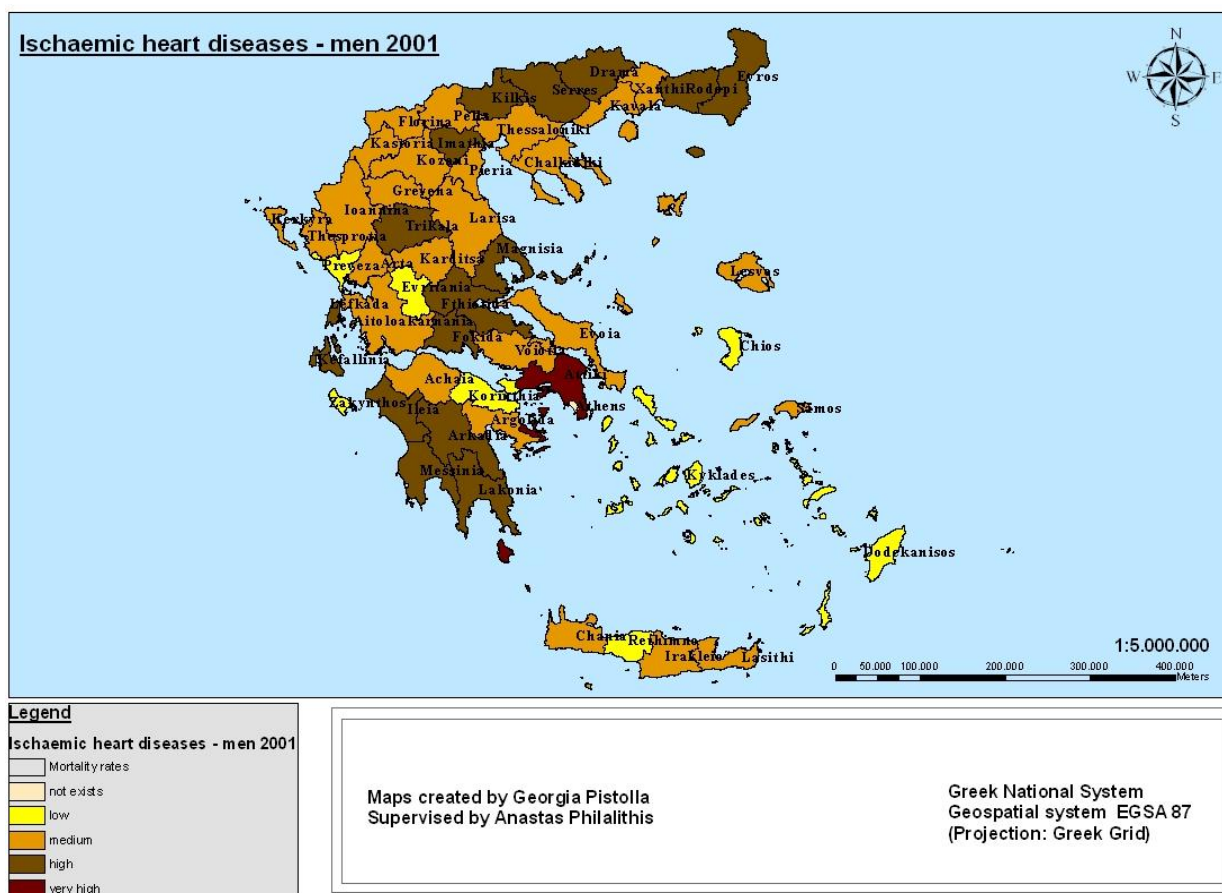 Ischaemic heart diseases - men 2001
N
W E
S
Drama
Evros
Xanthi Rodopi
Serres
Kilkis
Kavala
Pella
Florina
Thessaloniki
Kastoria
Imathia
Kozani
Chalkidiki
Pieria
Grevena
Ioannina
Larisa
Kerkyra
Trikala
Thesprotia
Magnisia
Karditsa
Arta
Preveza
Lesvos
Evritania
Lefkada
Fthiotida
Aitoloakarnania
Evoia
Fokida
Voiotia
Chios
Kefallinia
Attiki
Achaia
Korinthia
Zakynthos
Ileia
Athens
Samos
Argolida
Arkadia
Messinia
Kyklades
Lakonia
Dodekanisos
Chania
Rethimno
Irakleio
Lasithi
1:5.000.000
0 50.000 100.000 200.000 300.000 400.000
Meters
Legend
Ischaemic heart diseases - men 2001
Mortality rates
not exists
low
medium
high
very high
Maps created by Georgia Pistolla
Supervised by Anastas Philalithis
Greek National System
Geospatial system EGSA 87
(Projection: Greek Grid)